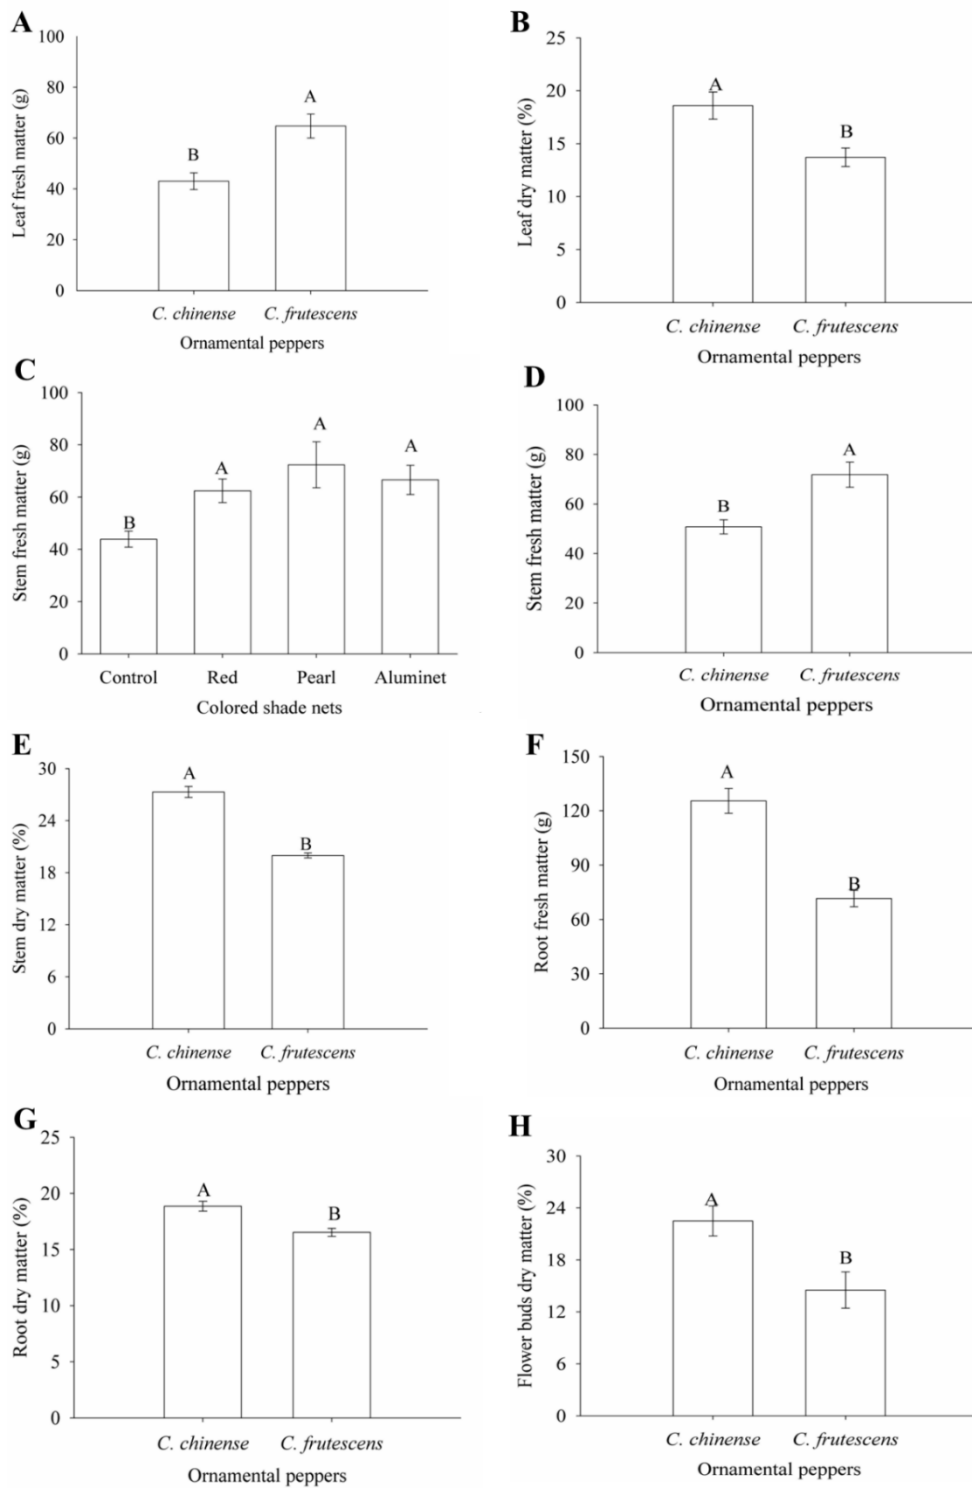 A
Leaf fresh matter (g)
100
80
60
40
20
0
B
A
C. chinense C. frutescens
Ornamental peppers
B
Leaf dry matter (%)
25
20
15
10
5
0
A
B
C. chinense C. frutescens
Ornamental peppers
C
Stem fresh matter (g)
100
80
60
40
20
0
B
A
A
A
Control Red Pearl Aluminet
Colored shade nets
D
Stem fresh matter (g)
100
80
60
40
20
0
B
A
C. chinense C. frutescens
Ornamental peppers
E
Stem dry matter (%)
30
24
18
12
6
0
A
B
C. chinense C. frutescens
Ornamental peppers
F
Root fresh matter (g)
150
120
90
60
30
0
A
B
C. chinense C. frutescens
Ornamental peppers
G
Root dry matter (%)
25
20
15
10
5
0
A
B
C. chinense C. frutescens
Ornamental peppers
H
Flower buds dry matter (%)
30
24
18
12
6
0
A
B
C. chinense C. frutescens
Ornamental peppers